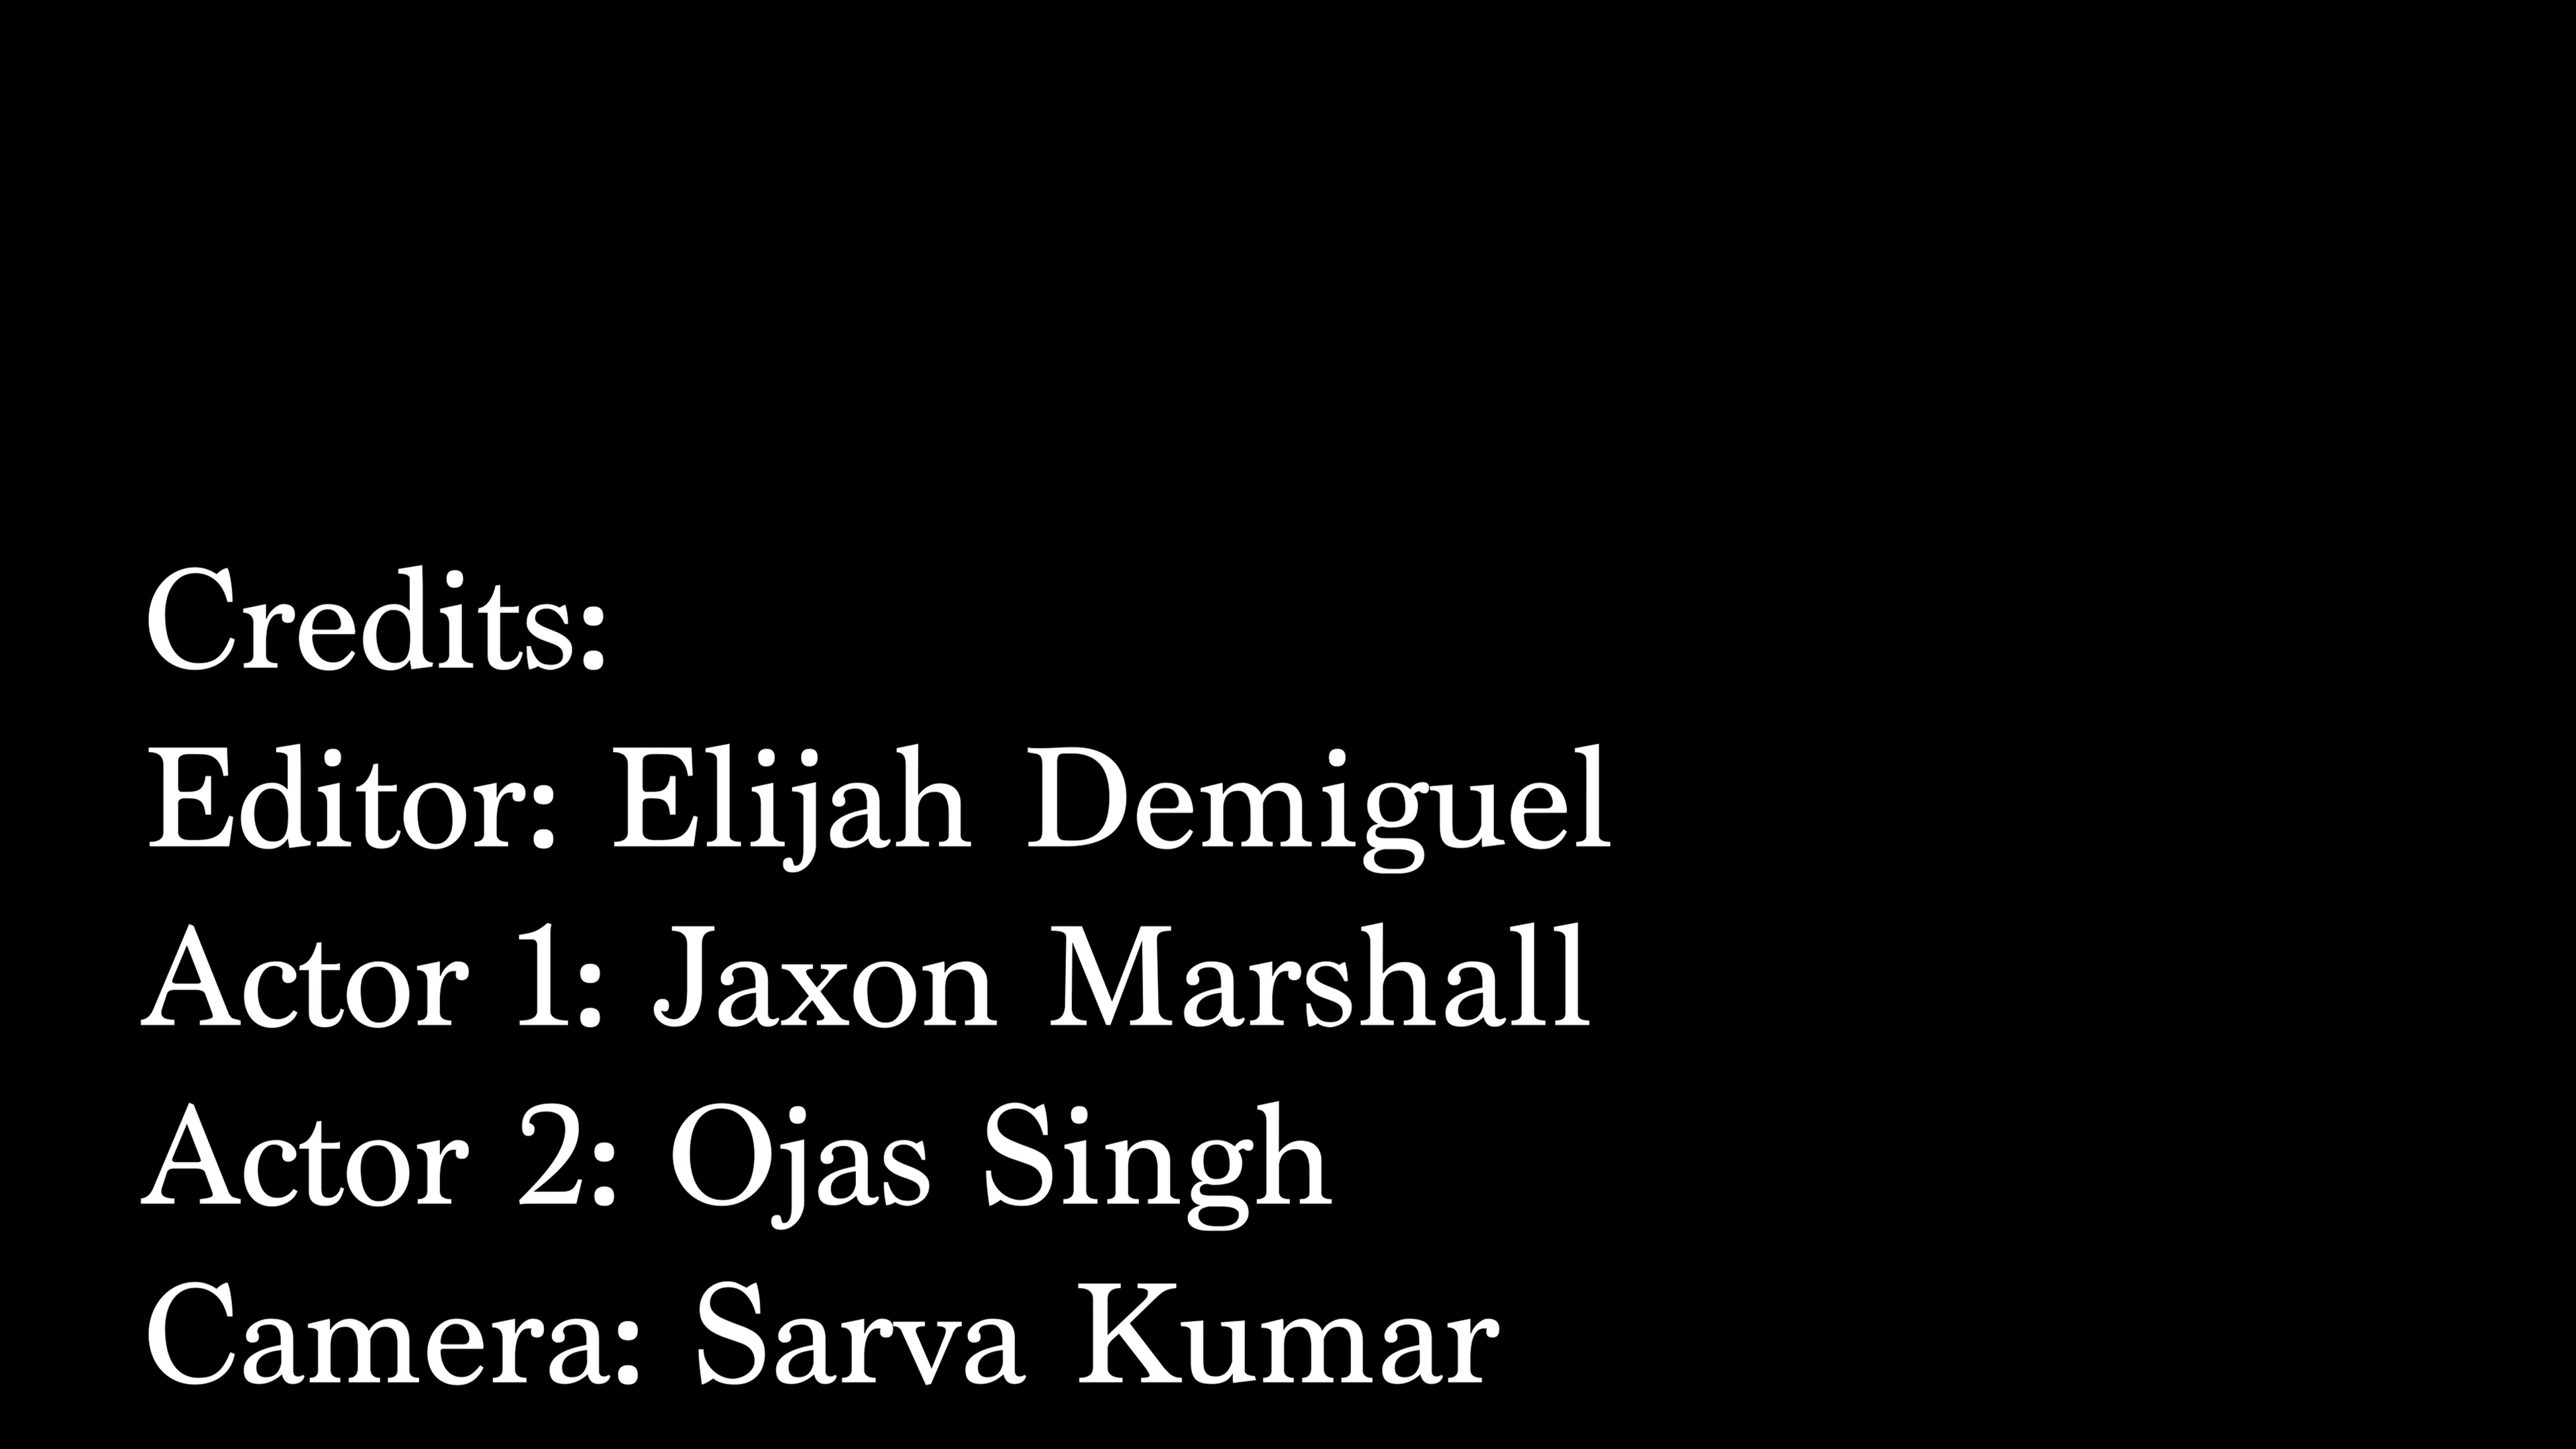 Credits:
Editor: Elijah Demiguel
Actor 1: Jaxon Marshall
Actor 2: Ojas Singh
Camera: Sarva Kumar